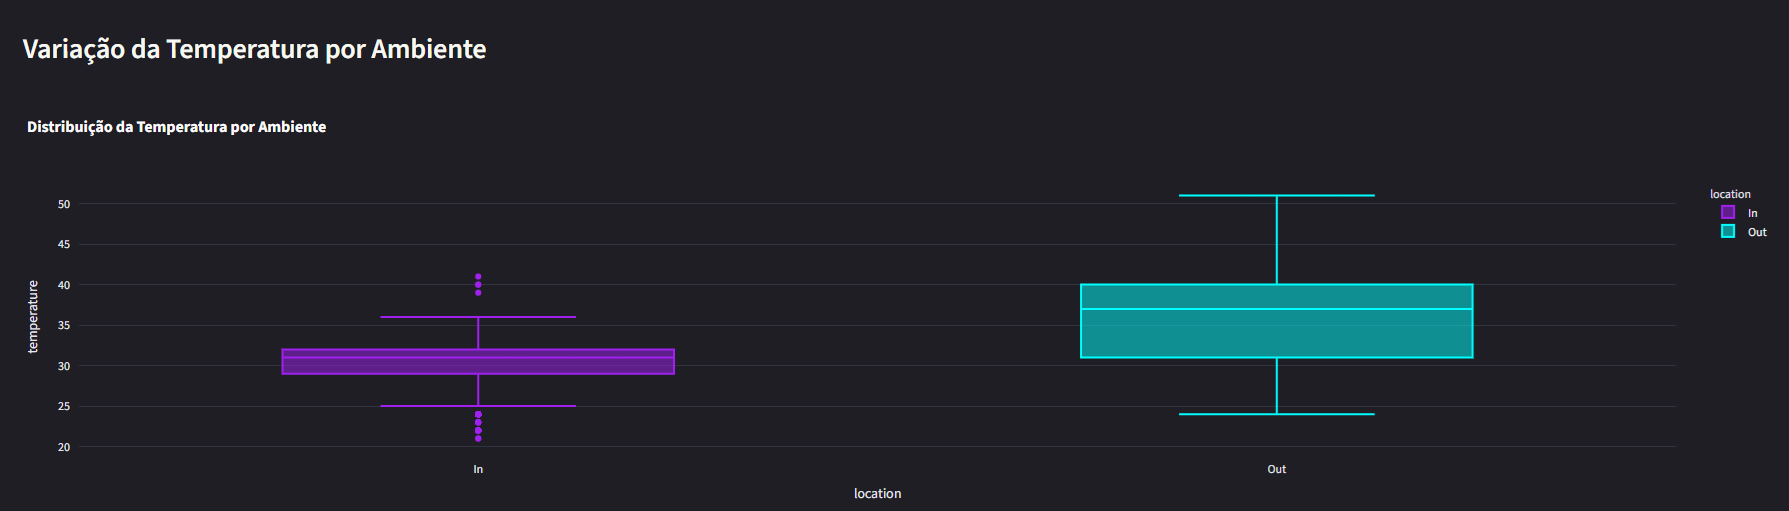 Variação da Temperatura por Ambiente
Distribuição da Temperatura por Ambiente
temperature
50
45
40
35
30
25
20
In
Out
location
location
In
Out